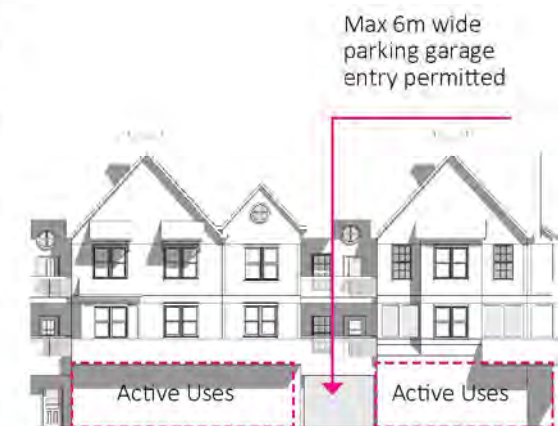 Max 6m wide
parking garage
entry permitted
Active Uses
Active Uses